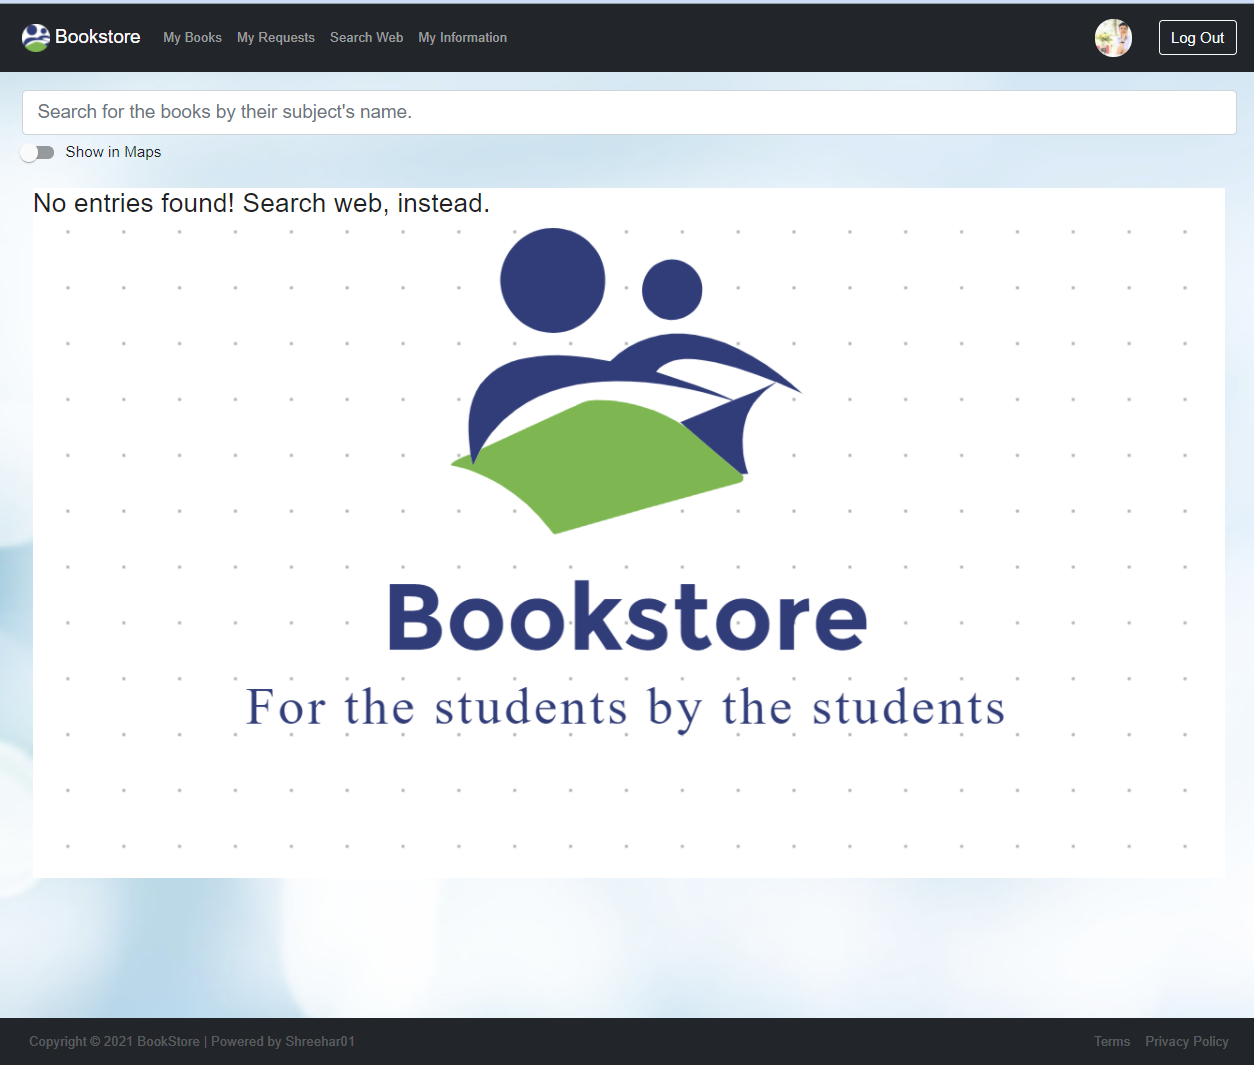 Bookstore My Books My Requests Search Web My Information Log Out
Search for the books by their subject's name.
Show in Maps
No entries found! Search web, instead.
Bookstore
For the students by the students
Copyright © 2021 BookStore | Powered by Shreehar01 Terms Privacy Policy